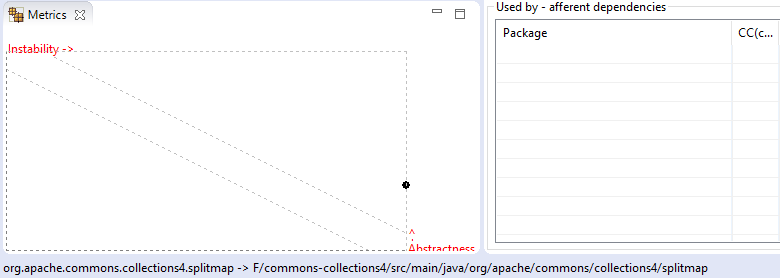 Metrics
Instability ->
^
Abstractness
Used by - afferent dependencies
Package CC(c...
org.apache.commons.collections4.splitmap -> F/commons-collections4/src/main/java/org/apache/commons/collections4/splitmap